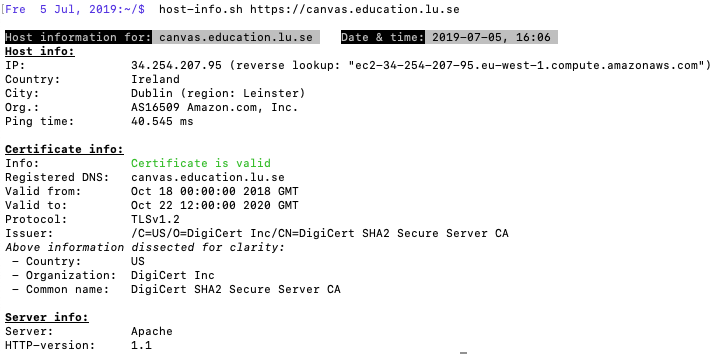 [Fre 5 Jul, 2019:~/$ host-info.sh https://canvas.education.lu.se
Host information for: canvas.education.lu.se Date & time: 2019-07-05, 16:06
Host info:
IP: 34.254.207.95 (reverse lookup: "ec2-34-254-207-95.eu-west-1.compute.amazonaws.com")
Country: Ireland
City: Dublin (region: Leinster)
Org.: AS16509 Amazon.com, Inc.
Ping time: 40.545 ms
Certificate info:
Info: Certificate is valid
Registered DNS: canvas.education.lu.se
Valid from: Oct 18 00:00:00 2018 GMT
Valid to: Oct 22 12:00:00 2020 GMT
Protocol: TLSv1.2
Issuer: /C=US/O=DigiCert Inc/CN=DigiCert SHA2 Secure Server CA
Above information dissected for clarity:
– Country: US
– Organization: DigiCert Inc
– Common name: DigiCert SHA2 Secure Server CA
Server info:
Server: Apache
HTTP-version: 1.1